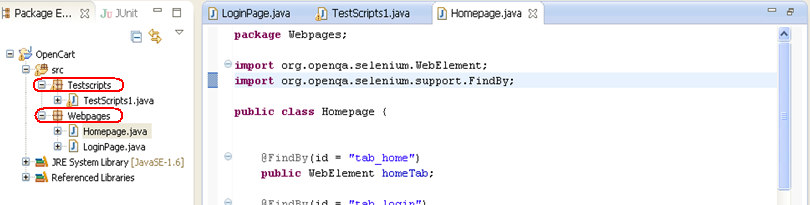 Package E... JUnit
OpenCart
src
Testscripts
TestScripts1.java
Webpages
Homepage.java
LoginPage.java
JRE System Library [JavaSE-1.6]
Referenced Libraries
LoginPage.java TestScripts1.java Homepage.java
package Webpages;
import org.openqa.selenium.WebElement;
import org.openqa.selenium.support.FindBy;
public class Homepage {
@FindBy(id = "tab_home")
public WebElement homeTab;
@FindBy(id = "tab_login")